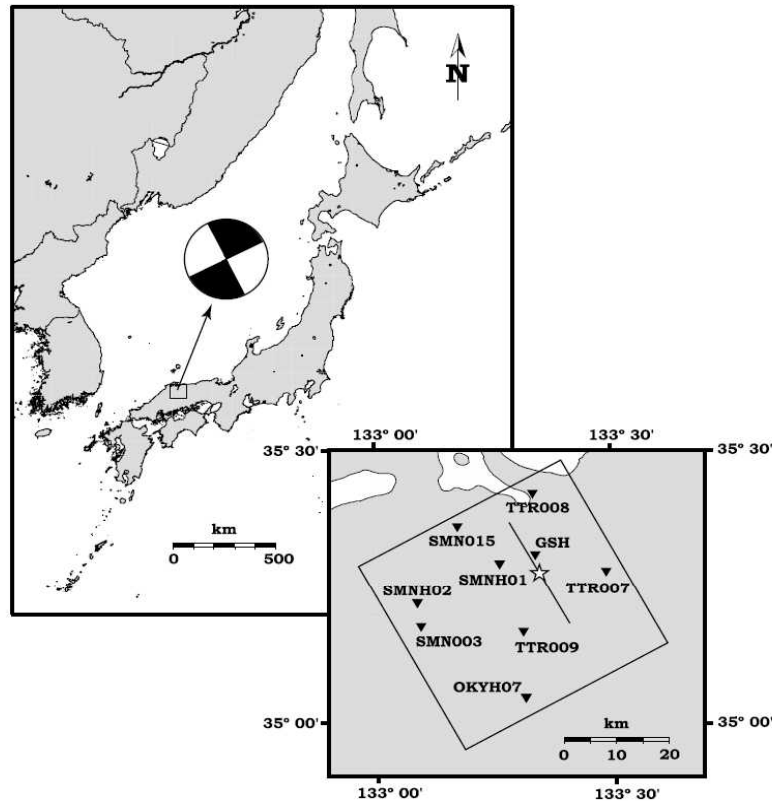 N
km
0 500
133° 00' 133° 30'
35° 30' 35° 30'
TTR008
SMN015 GSH
SMNH01
SMNH02 TTR007
SMN003 TTR009
OKYH07
km
35° 00' 35° 00'
0 10 20
133° 00' 133° 30'